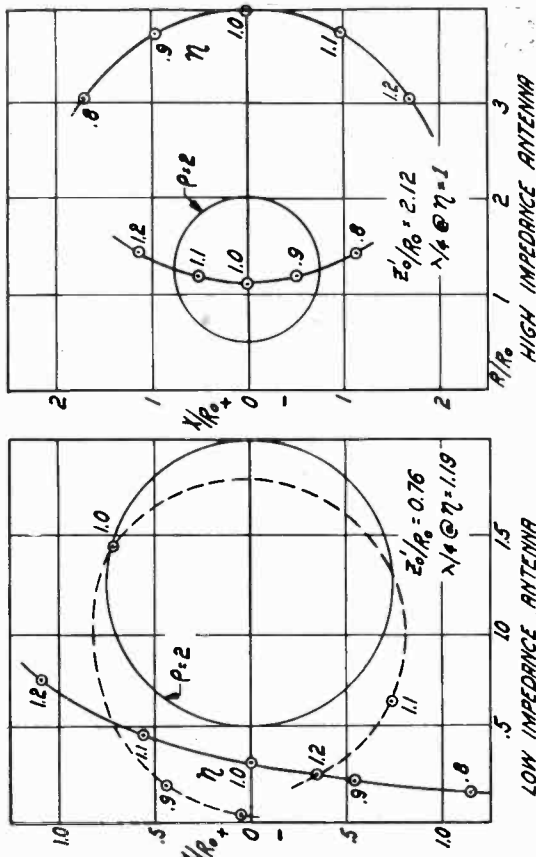 2
1
X/R₀ +
0
-
1
2
.8
.9
η
1.0
1.1
1.2
ρ=2
1.2
1.1
1.0
.9
.8
Z₀'/R₀ = 2.12
λ/4 @ η = 1
1
2
3
R/R₀
HIGH IMPEDANCE ANTENNA
1.0
.5
/R₀ +
0
-
.5
1.0
1.2
1.1
η
1.0
.9
.8
.9
1.0
1.1
1.2
ρ=2
Z₀'/R₀ = 0.76
λ/4 @ η = 1.19
.5
1.0
1.5
LOW IMPEDANCE ANTENNA